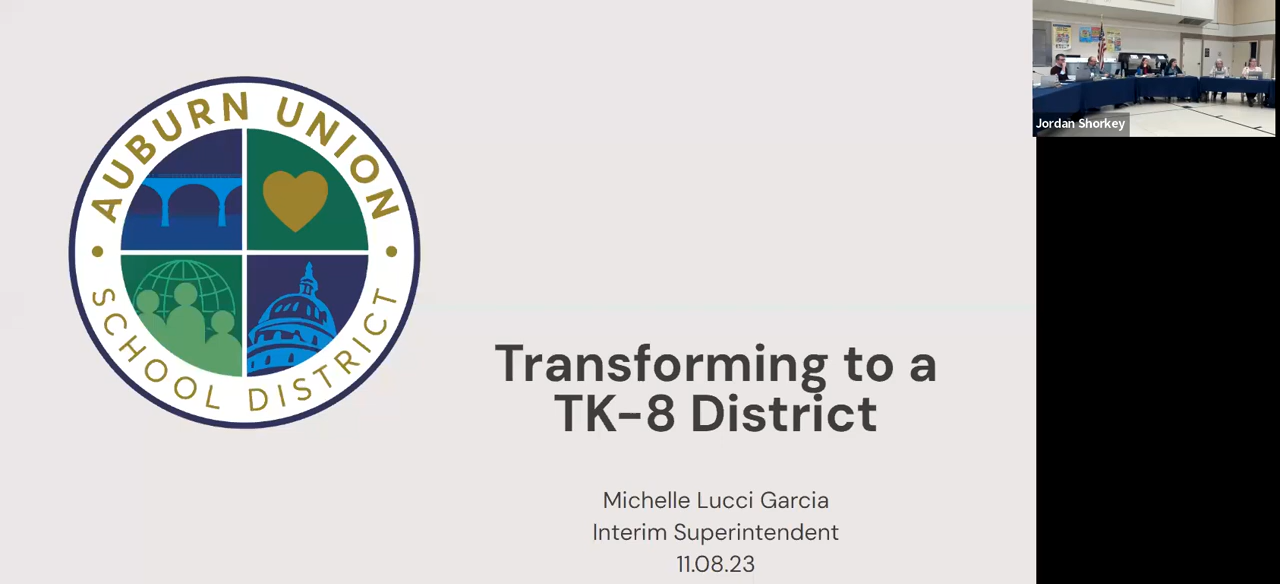 AUBURN UNION
SCHOOL DISTRICT
Transforming to a
TK-8 District
Michelle Lucci Garcia
Interim Superintendent
11.08.23
Jordan Shorkey